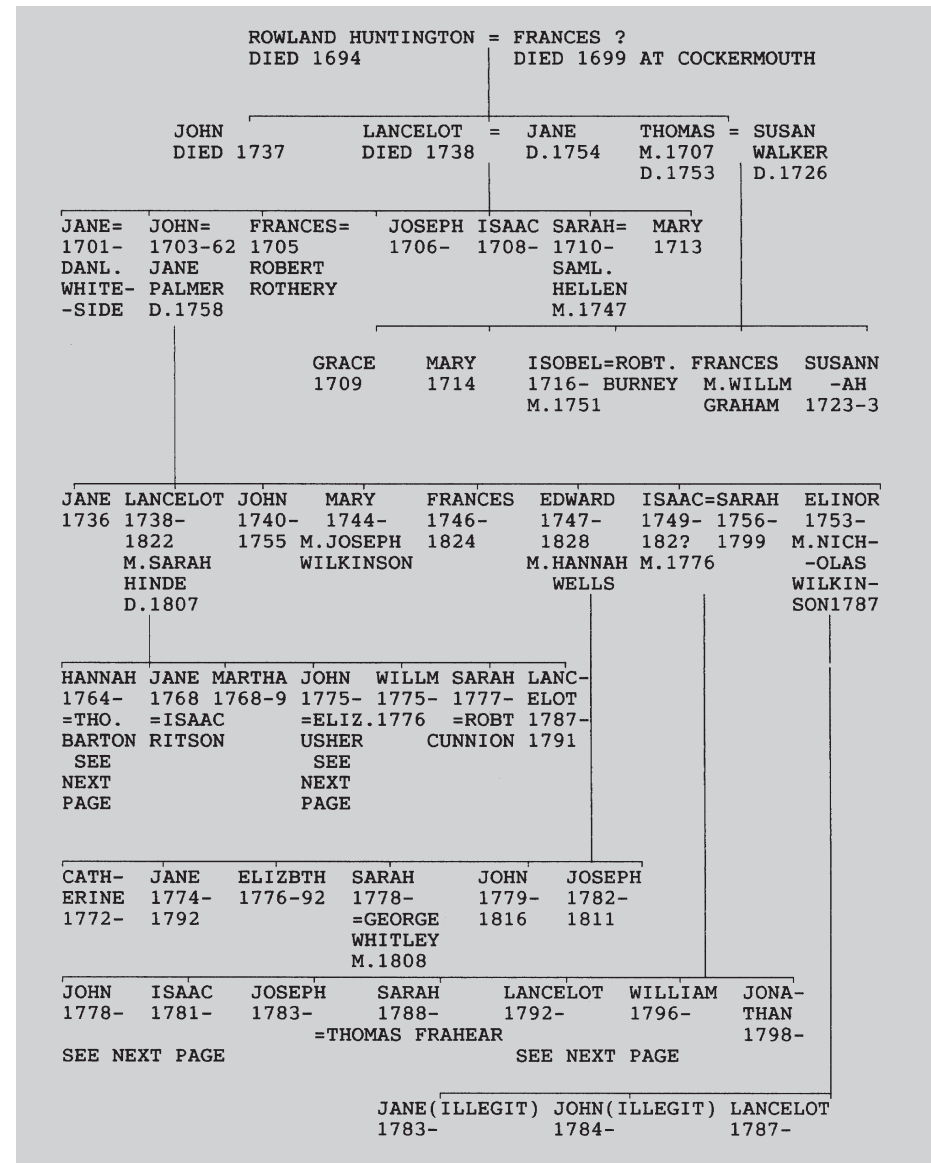 ROWLAND HUNTINGTON = FRANCES ?
DIED 1694 DIED 1699 AT COCKERMOUTH
JOHN LANCELOT = JANE THOMAS = SUSAN
DIED 1737 DIED 1738 D.1754 M.1707 WALKER
D.1753 D.1726
JANE= JOHN= FRANCES= JOSEPH ISAAC SARAH= MARY
1701- 1703-62 1705 1706- 1708- 1710- 1713
DANL. JANE ROBERT SAML.
WHITE- PALMER ROTHERY HELLEN
-SIDE D.1758 M.1747
GRACE MARY ISOBEL=ROBT. FRANCES SUSANN
1709 1714 1716- BURNEY M.WILLM -AH
M.1751 GRAHAM 1723-3
JANE LANCELOT JOHN MARY FRANCES EDWARD ISAAC=SARAH ELINOR
1736 1738- 1740- 1744- 1746- 1747- 1749- 1756- 1753-
1822 1755 M.JOSEPH 1824 1828 182? 1799 M.NICH-
M.SARAH WILKINSON M.HANNAH M.1776 -OLAS
HINDE WELLS WILKIN-
D.1807 SON1787
HANNAH JANE MARTHA JOHN WILLM SARAH LANC-
1764- 1768 1768-9 1775- 1775- 1777- ELOT
=THO. =ISAAC =ELIZ.1776 =ROBT 1787-
BARTON RITSON USHER CUNNION 1791
SEE SEE
NEXT NEXT
PAGE PAGE
CATH- JANE ELIZBTH SARAH JOHN JOSEPH
ERINE 1774- 1776-92 1778- 1779- 1782-
1772- 1792 =GEORGE 1816 1811
WHITLEY
M.1808
JOHN ISAAC JOSEPH SARAH LANCELOT WILLIAM JONA-
1778- 1781- 1783- 1788- 1792- 1796- THAN
=THOMAS FRAHEAR 1798-
SEE NEXT PAGE SEE NEXT PAGE
JANE(ILLEGIT) JOHN(ILLEGIT) LANCELOT
1783- 1784- 1787-